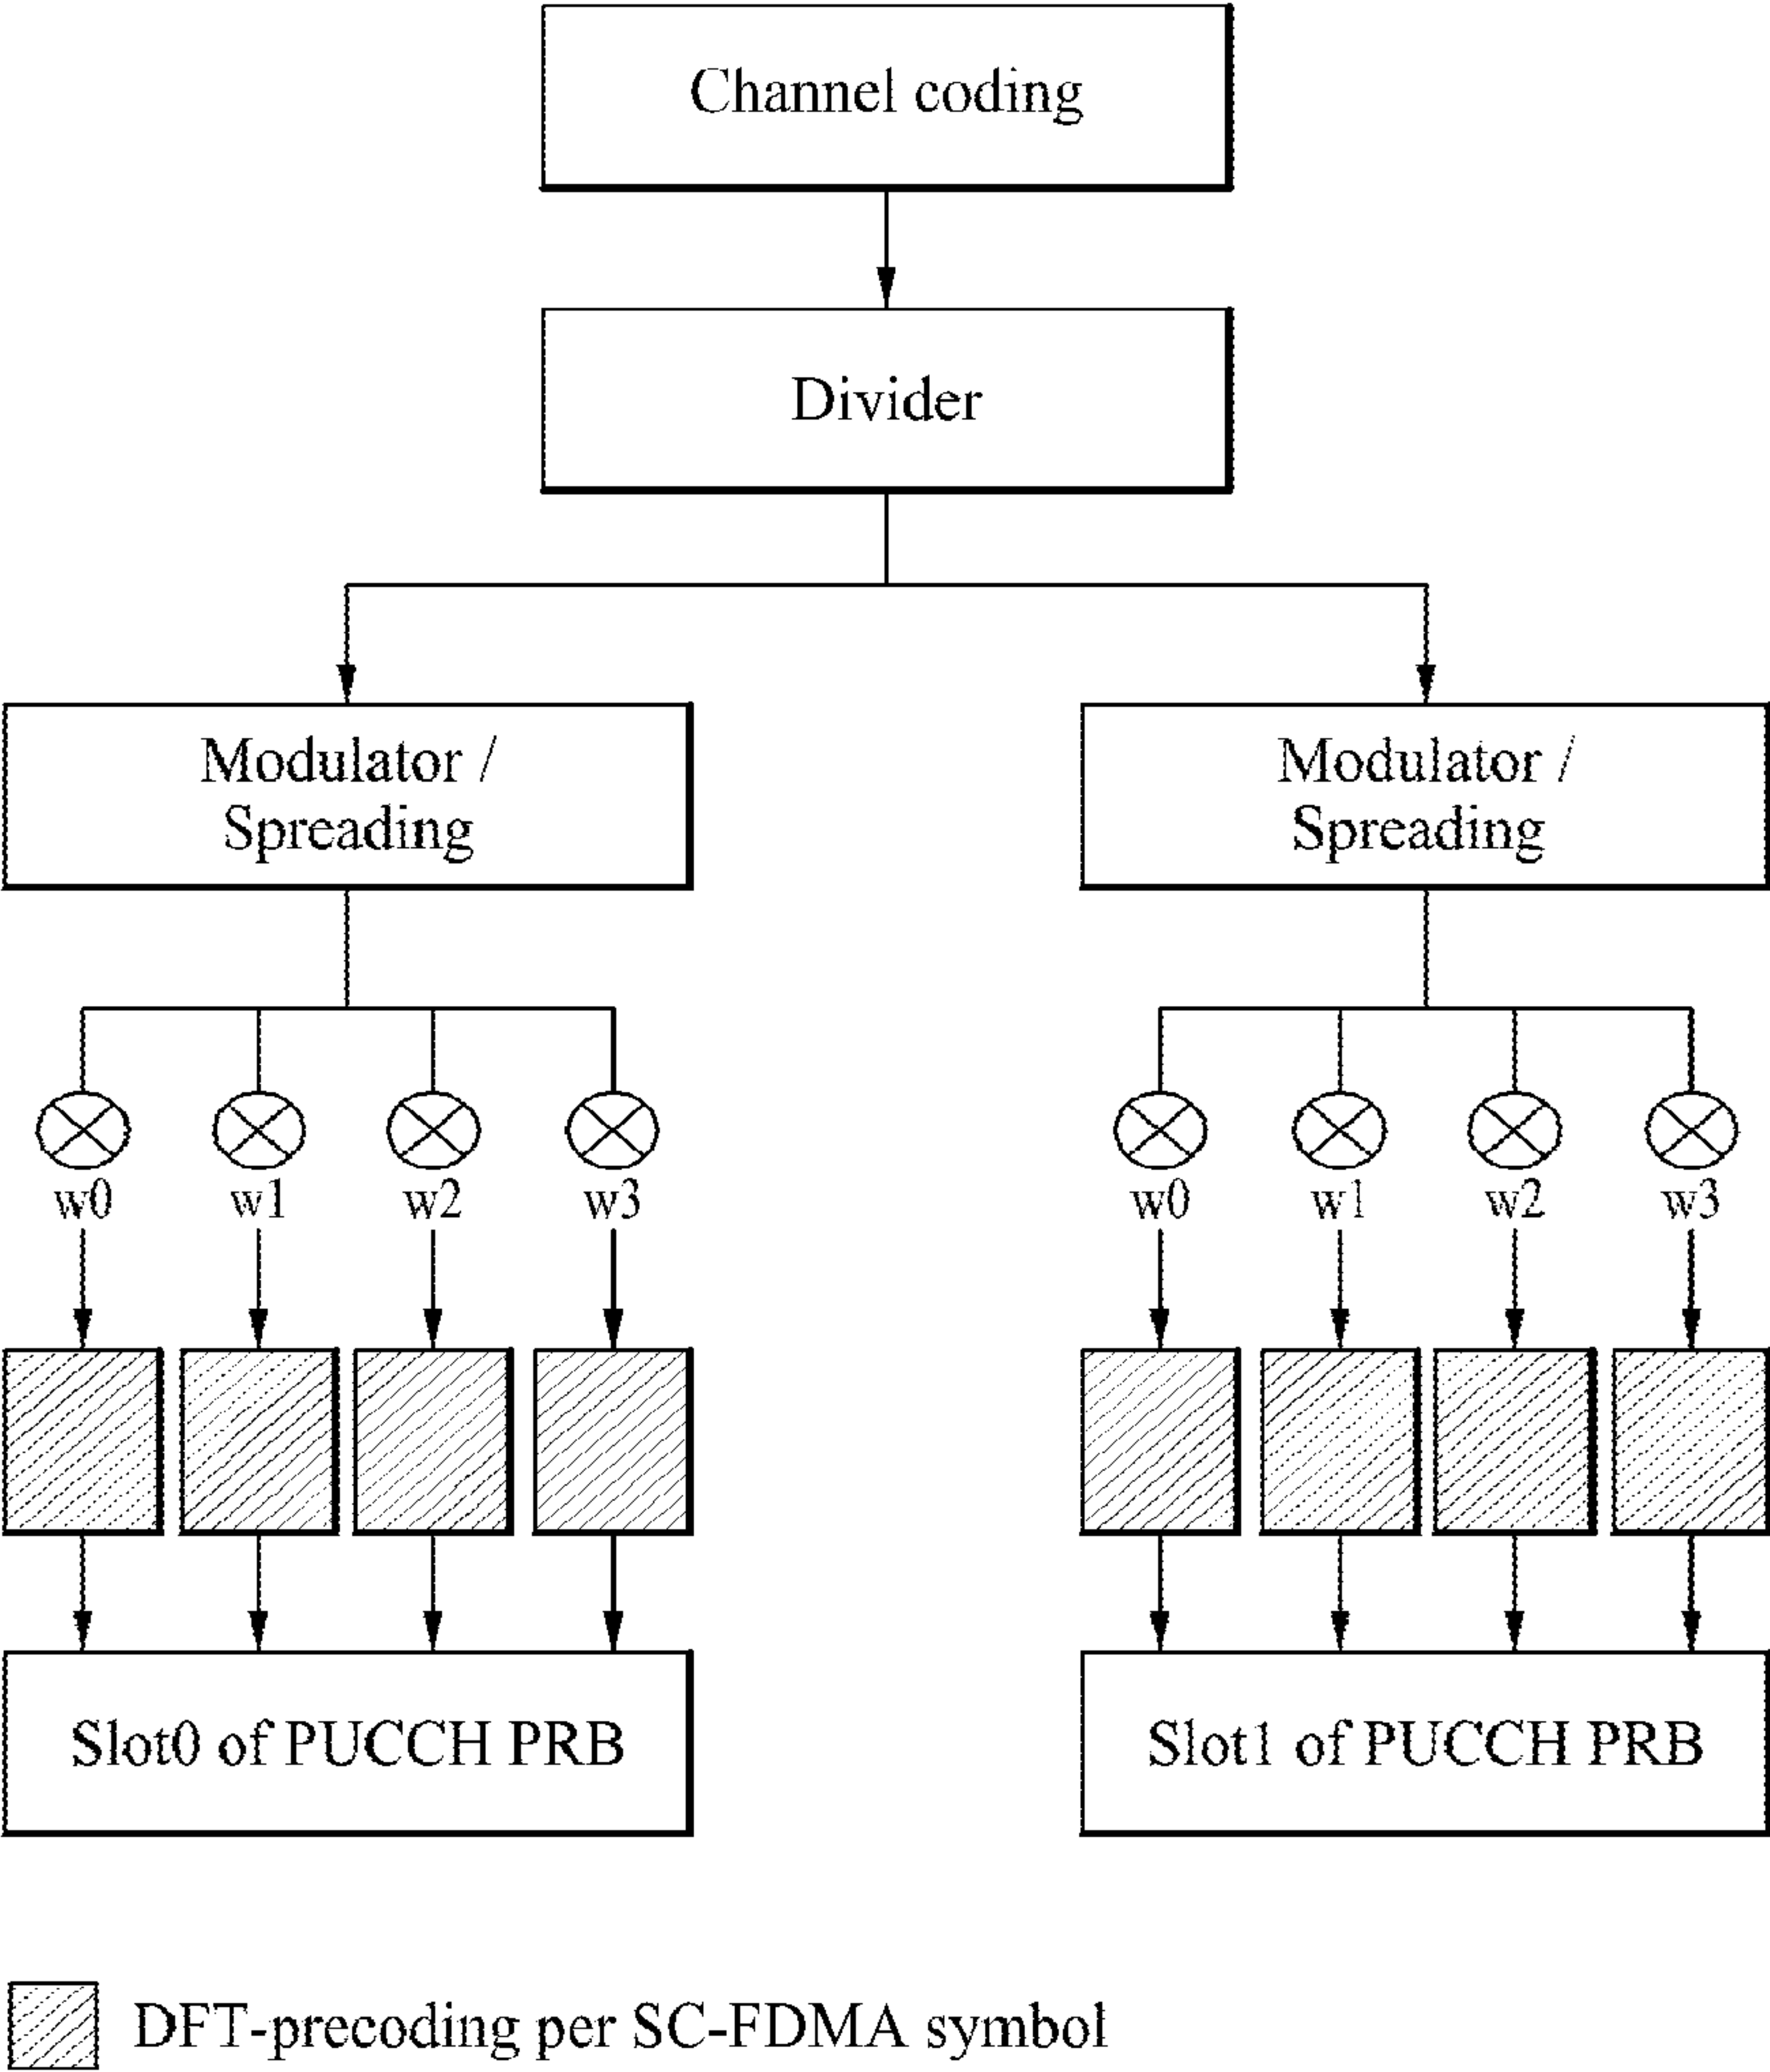 Channel coding
Divider
Modulator /
Spreading
Modulator /
Spreading
w0 w1 w2 w3
w0 w1 w2 w3
Slot0 of PUCCH PRB
Slot1 of PUCCH PRB
DFT-precoding per SC-FDMA symbol